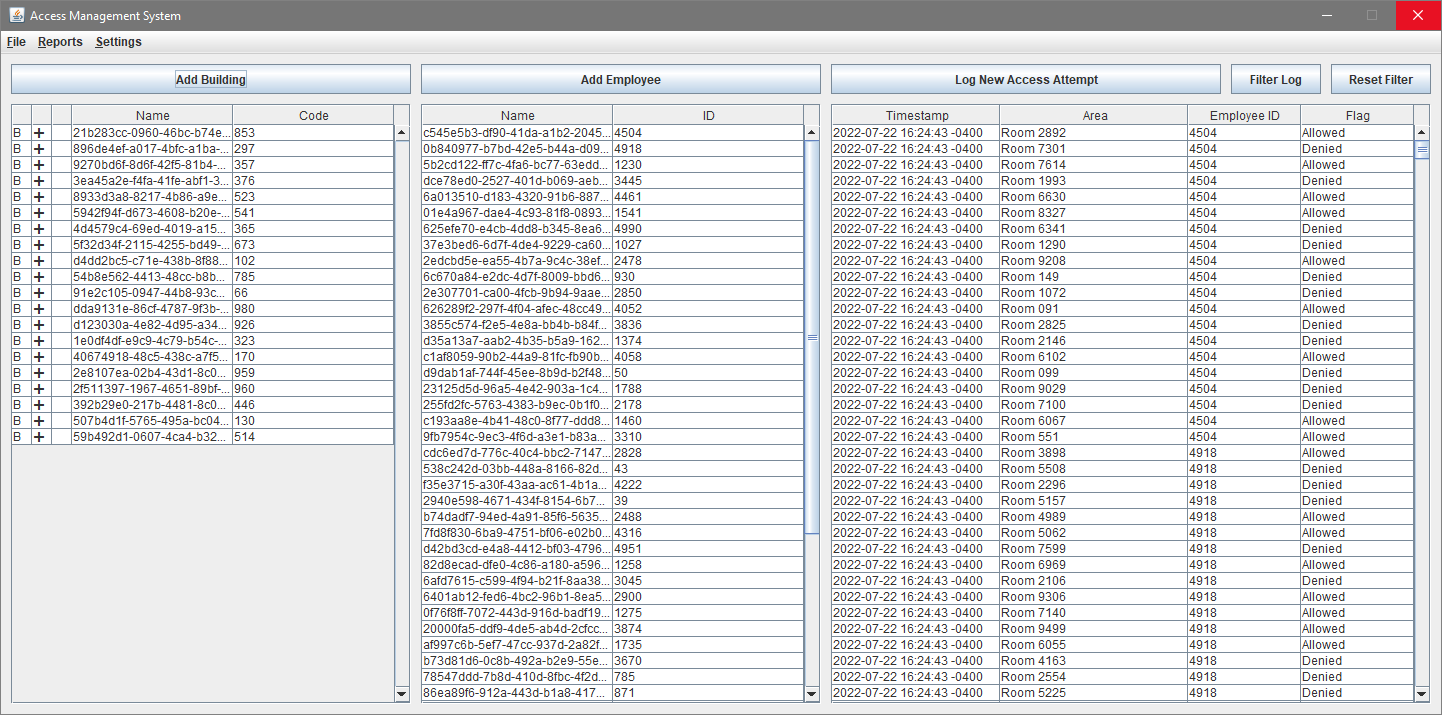 Access Management System
File Reports Settings
Add Building Add Employee Log New Access Attempt Filter Log Reset Filter
Name Code Name ID Timestamp Area Employee ID Flag
B + 21b283cc-0960-46bc-b74e... 853 c545e5b3-df90-41da-a1b2-2045... 4504 2022-07-22 16:24:43 -0400 Room 2892 4504 Allowed
B + 896de4ef-a017-4bfc-a1ba-... 297 0b840977-b7bd-42e5-b44a-d09... 4918 2022-07-22 16:24:43 -0400 Room 7301 4504 Denied
B + 9270bd6f-8d6f-42f5-81b4-... 357 5b2cd122-ff7c-4fa6-bc77-63edd... 1230 2022-07-22 16:24:43 -0400 Room 7614 4504 Allowed
B + 3ea45a2e-f4fa-41fe-abf1-3... 376 dce78ed0-2527-401d-b069-aeb... 3445 2022-07-22 16:24:43 -0400 Room 1993 4504 Denied
B + 8933d3a8-8217-4b86-a9e... 523 6a013510-d183-4320-91b6-887... 4461 2022-07-22 16:24:43 -0400 Room 6630 4504 Allowed
B + 5942f94f-d673-4608-b20e-... 541 01e4a967-dae4-4c93-81f8-0893... 1541 2022-07-22 16:24:43 -0400 Room 8327 4504 Allowed
B + 4d4579c4-69ed-4019-a15... 365 625efe70-e4cb-4dd8-b345-8ea6... 4990 2022-07-22 16:24:43 -0400 Room 6341 4504 Denied
B + 5f32d34f-2115-4255-bd49-... 673 37e3bed6-6d7f-4de4-9229-ca60... 1027 2022-07-22 16:24:43 -0400 Room 1290 4504 Denied
B + d4dd2bc5-c71e-438b-8f88... 102 2edcbd5e-ea55-4b7a-9c4c-38ef... 2478 2022-07-22 16:24:43 -0400 Room 9208 4504 Allowed
B + 54b8e562-4413-48cc-b8b... 785 6c670a84-e2dc-4d7f-8009-bbd6... 930 2022-07-22 16:24:43 -0400 Room 149 4504 Denied
B + 91e2c105-0947-44b8-93c... 66 2e307701-ca00-4fcb-9b94-9aae... 2850 2022-07-22 16:24:43 -0400 Room 1072 4504 Denied
B + dda9131e-86cf-4787-9f3b-... 980 626289f2-297f-4f04-afec-48cc49... 4052 2022-07-22 16:24:43 -0400 Room 091 4504 Allowed
B + d123030a-4e82-4d95-a34... 926 3855c574-f2e5-4e8a-bb4b-b84f... 3836 2022-07-22 16:24:43 -0400 Room 2825 4504 Denied
B + 1e0df4df-e9c9-4c79-b54c-... 323 d35a13a7-aab2-4b35-b5a9-162... 1374 2022-07-22 16:24:43 -0400 Room 2146 4504 Denied
B + 40674918-48c5-438c-a7f5... 170 c1af8059-90b2-44a9-81fc-fb90b... 4058 2022-07-22 16:24:43 -0400 Room 6102 4504 Allowed
B + 2e8107ea-02b4-43d1-8c0... 959 d9dab1af-744f-45ee-8b9d-b2f48... 50 2022-07-22 16:24:43 -0400 Room 099 4504 Denied
B + 2f511397-1967-4651-89bf-... 960 23125d5d-96a5-4e42-903a-1c4... 1788 2022-07-22 16:24:43 -0400 Room 9029 4504 Denied
B + 392b29e0-217b-4481-8c0... 446 255fd2fc-5763-4383-b9ec-0b1f0... 2178 2022-07-22 16:24:43 -0400 Room 7100 4504 Denied
B + 507b4d1f-5765-495a-bc04... 130 c193aa8e-4b41-48c0-8f77-ddd8... 1460 2022-07-22 16:24:43 -0400 Room 6067 4504 Allowed
B + 59b492d1-0607-4ca4-b32... 514 9fb7954c-9ec3-4f6d-a3e1-b83a... 3310 2022-07-22 16:24:43 -0400 Room 551 4504 Allowed
cdc6ed7d-776c-40c4-bbc2-7147... 2828 2022-07-22 16:24:43 -0400 Room 3898 4918 Allowed
538c242d-03bb-448a-8166-82d... 43 2022-07-22 16:24:43 -0400 Room 5508 4918 Denied
f35e3715-a30f-43aa-ac61-4b1a... 4222 2022-07-22 16:24:43 -0400 Room 2296 4918 Denied
2940e598-4671-434f-8154-6b7... 39 2022-07-22 16:24:43 -0400 Room 5157 4918 Denied
b74dadf7-94ed-4a91-85f6-5635... 2488 2022-07-22 16:24:43 -0400 Room 4989 4918 Allowed
7fd8f830-6ba9-4751-bf06-e02b0... 4316 2022-07-22 16:24:43 -0400 Room 5062 4918 Allowed
d42bd3cd-e4a8-4412-bf03-4796... 4951 2022-07-22 16:24:43 -0400 Room 7599 4918 Denied
82d8ecad-dfe0-4c86-a180-a596... 1258 2022-07-22 16:24:43 -0400 Room 6969 4918 Allowed
6afd7615-c599-4f94-b21f-8aa38... 3045 2022-07-22 16:24:43 -0400 Room 2106 4918 Denied
6401ab12-fed6-4bc2-96b1-8ea5... 2900 2022-07-22 16:24:43 -0400 Room 9306 4918 Allowed
0f76f8ff-7072-443d-916d-badf19... 1275 2022-07-22 16:24:43 -0400 Room 7140 4918 Allowed
20000fa5-ddf9-4de5-ab4d-2cfcc... 3874 2022-07-22 16:24:43 -0400 Room 9499 4918 Allowed
af997c6b-5ef7-47cc-937d-2a82f... 1735 2022-07-22 16:24:43 -0400 Room 6055 4918 Allowed
b73d81d6-0c8b-492a-b2e9-55e... 3670 2022-07-22 16:24:43 -0400 Room 4163 4918 Denied
78547ddd-7b8d-410d-8fbc-4f2d... 785 2022-07-22 16:24:43 -0400 Room 2554 4918 Denied
86ea89f6-912a-443d-b1a8-417... 871 2022-07-22 16:24:43 -0400 Room 5225 4918 Denied